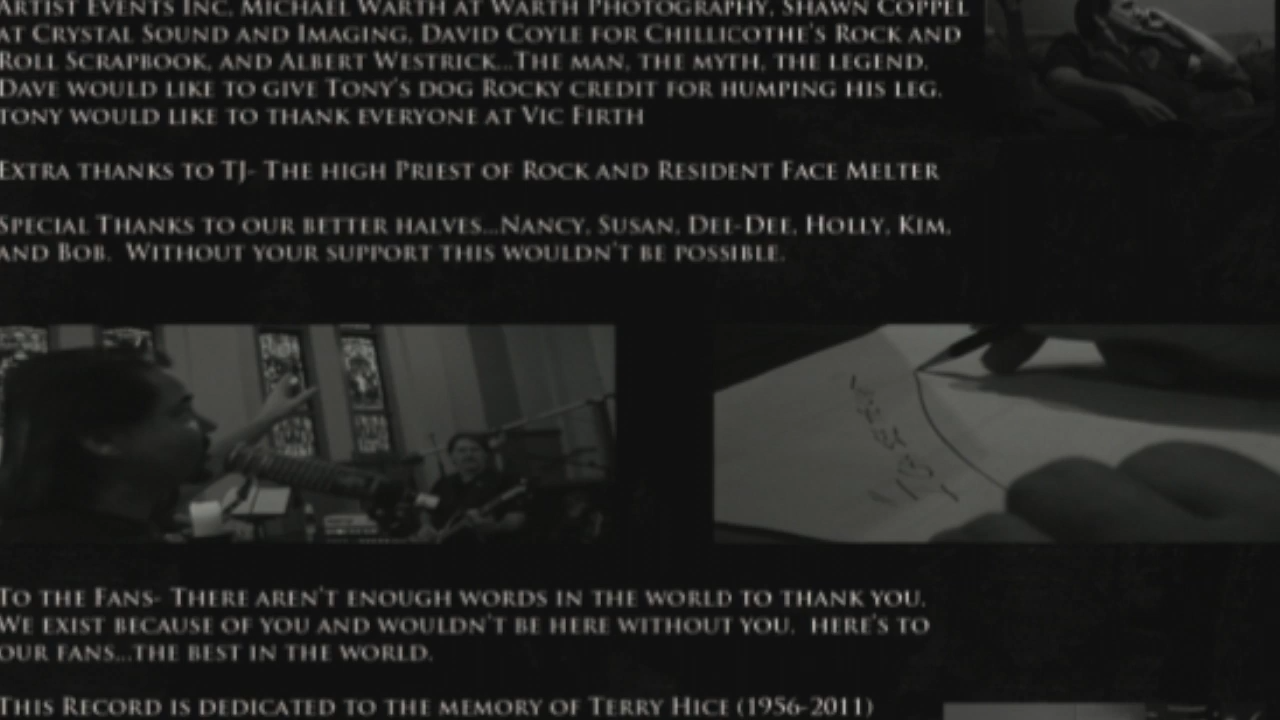 ARTIST EVENTS INC, MICHAEL WARTH AT WARTH PHOTOGRAPHY, SHAWN COPPEL
AT CRYSTAL SOUND AND IMAGING, DAVID COYLE FOR CHILLICOTHE'S ROCK AND
ROLL SCRAPBOOK, AND ALBERT WESTRICK...THE MAN, THE MYTH, THE LEGEND.
DAVE WOULD LIKE TO GIVE TONY'S DOG ROCKY CREDIT FOR HUMPING HIS LEG.
TONY WOULD LIKE TO THANK EVERYONE AT VIC FIRTH
EXTRA THANKS TO TJ- THE HIGH PRIEST OF ROCK AND RESIDENT FACE MELTER
SPECIAL THANKS TO OUR BETTER HALVES...NANCY, SUSAN, DEE-DEE, HOLLY, KIM,
AND BOB. WITHOUT YOUR SUPPORT THIS WOULDN'T BE POSSIBLE.
TO THE FANS- THERE AREN'T ENOUGH WORDS IN THE WORLD TO THANK YOU.
WE EXIST BECAUSE OF YOU AND WOULDN'T BE HERE WITHOUT YOU. HERE'S TO
OUR FANS...THE BEST IN THE WORLD.
THIS RECORD IS DEDICATED TO THE MEMORY OF TERRY HICE (1956-2011)